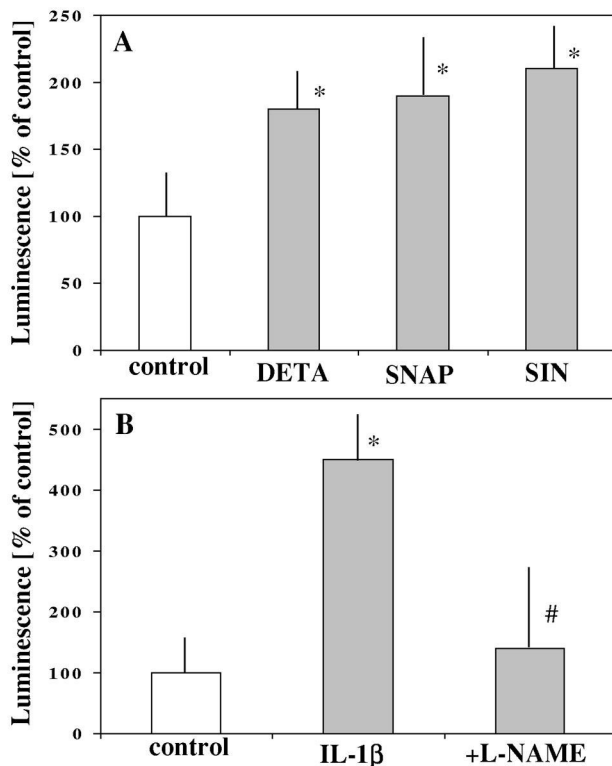 A
Luminescence [% of control]
250
200
150
100
50
0
*
*
*
control DETA SNAP SIN
B
Luminescence [% of control]
500
400
300
200
100
0
*
#
control IL-1β +L-NAME